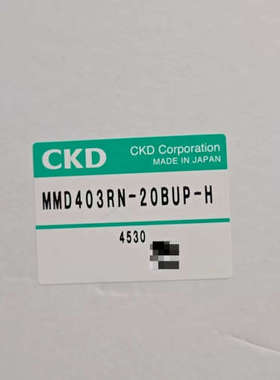 CKD
CKD Corporation
MADE IN JAPAN
MMD403RN-20BUP-H
4530